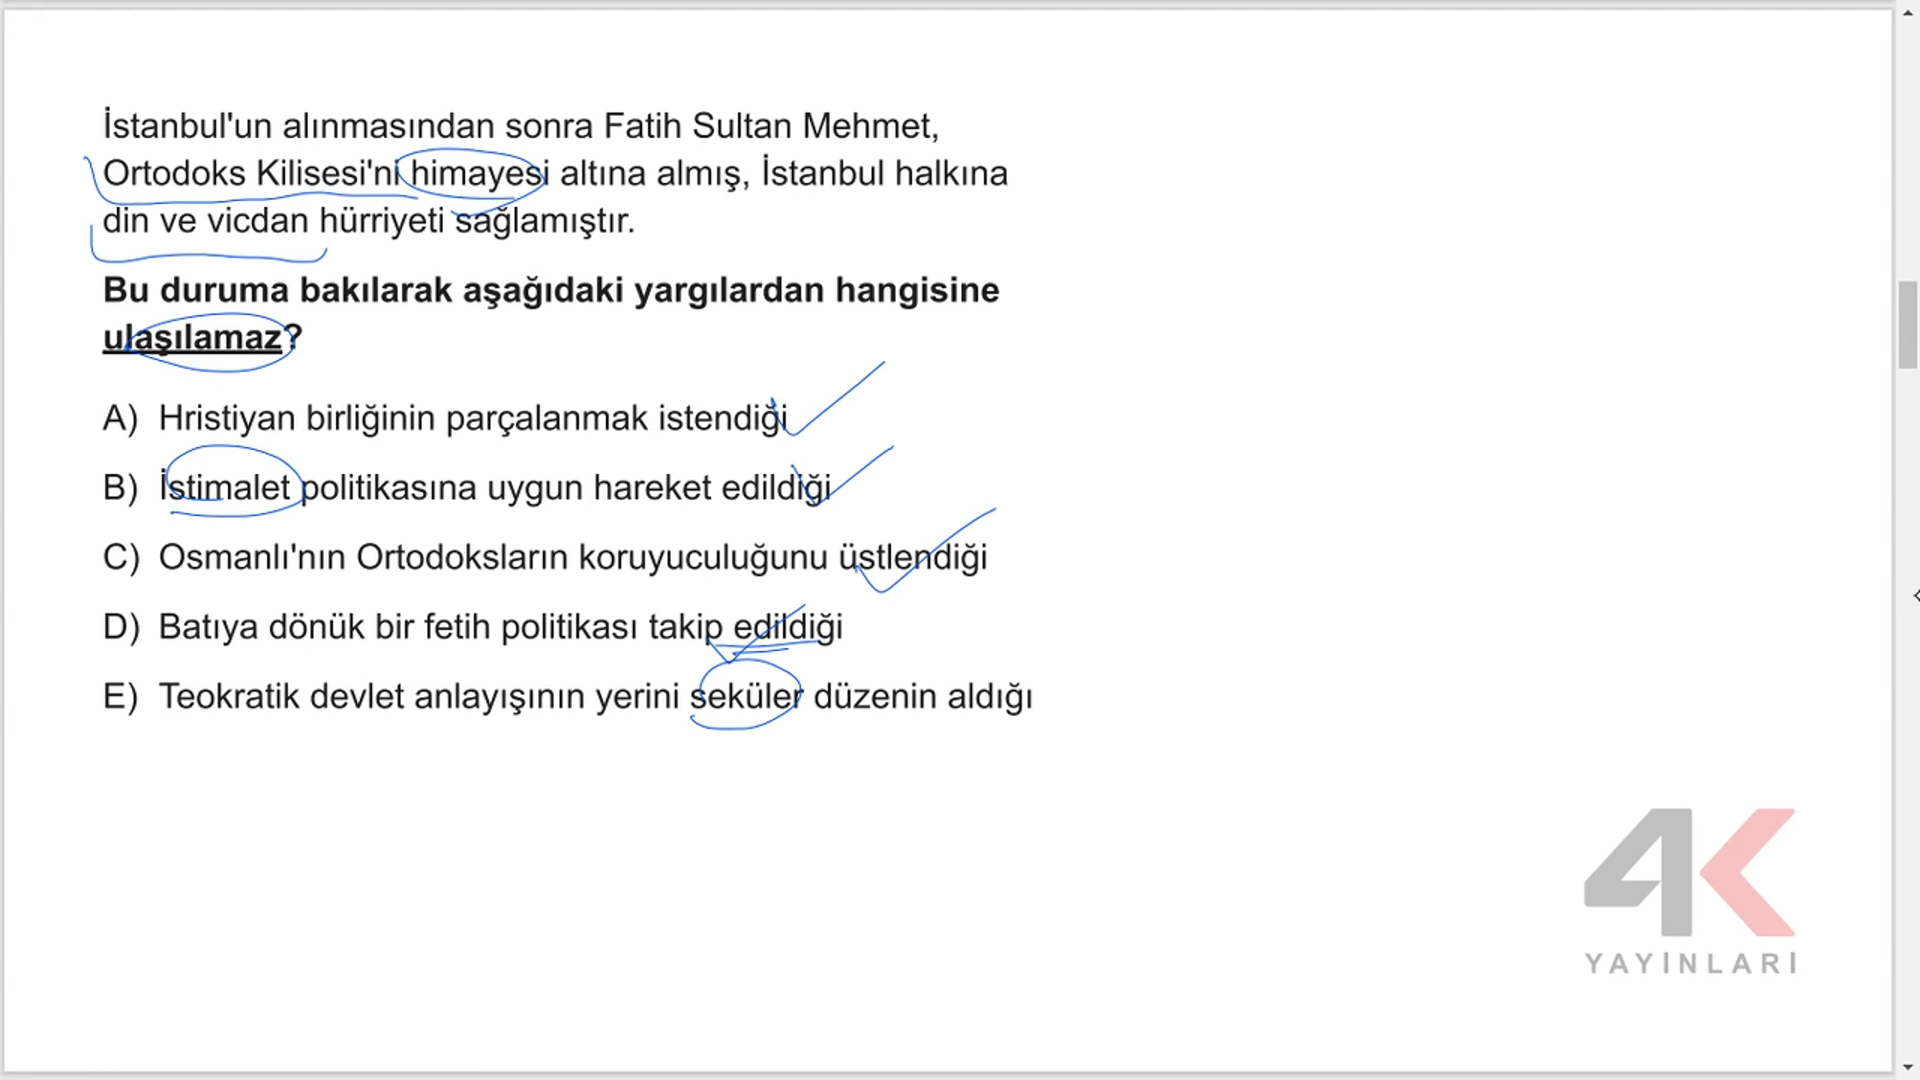 İstanbul'un alınmasından sonra Fatih Sultan Mehmet,
Ortodoks Kilisesi'ni himayesi altına almış, İstanbul halkına
din ve vicdan hürriyeti sağlamıştır.
Bu duruma bakılarak aşağıdaki yargılardan hangisine
ulaşılamaz?
A) Hristiyan birliğinin parçalanmak istendiği
B) İstimalet politikasına uygun hareket edildiği
C) Osmanlı'nın Ortodoksların koruyuculuğunu üstlendiği
D) Batıya dönük bir fetih politikası takip edildiği
E) Teokratik devlet anlayışının yerini seküler düzenin aldığı
4K
YAYINLARI